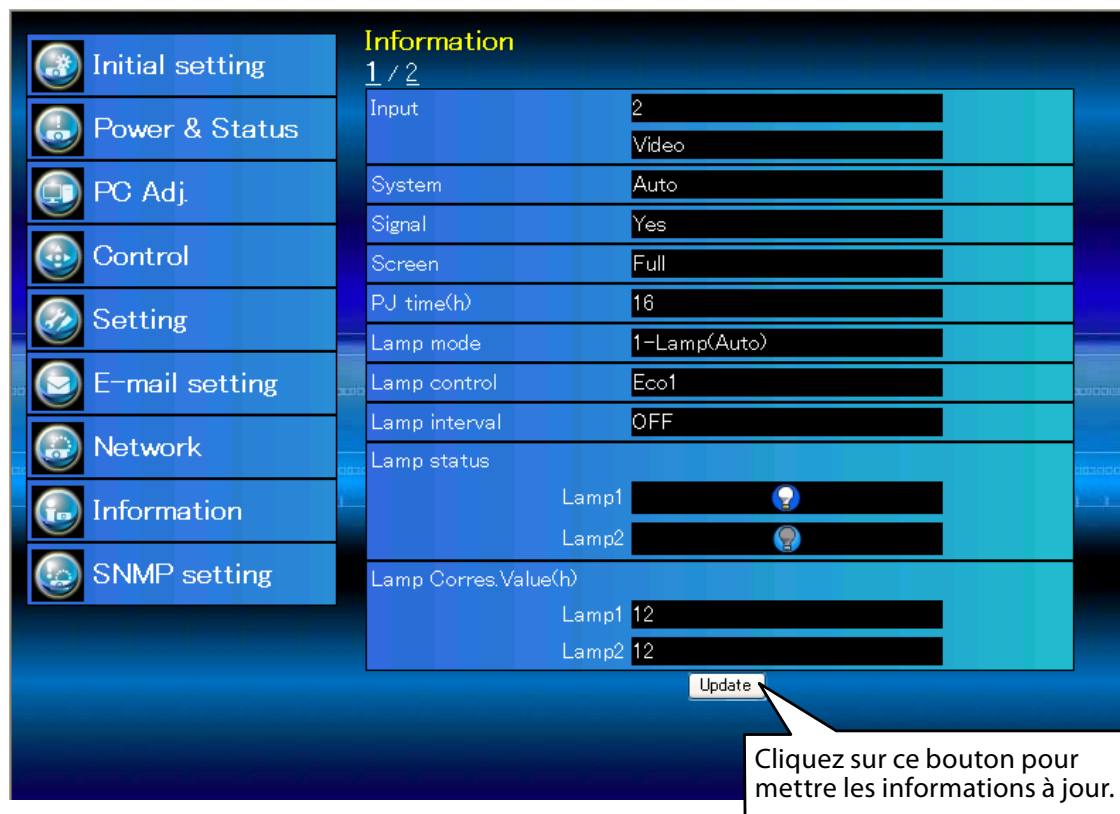 Initial setting
Power & Status
PC Adj.
Control
Setting
E-mail setting
Network
Information
SNMP setting
Information
1 / 2
Input 2
Video
System Auto
Signal Yes
Screen Full
PJ time(h) 16
Lamp mode 1-Lamp(Auto)
Lamp control Eco1
Lamp interval OFF
Lamp status
Lamp1
Lamp2
Lamp Corres.Value(h)
Lamp1 12
Lamp2 12
Update
Cliquez sur ce bouton pour
mettre les informations à jour.